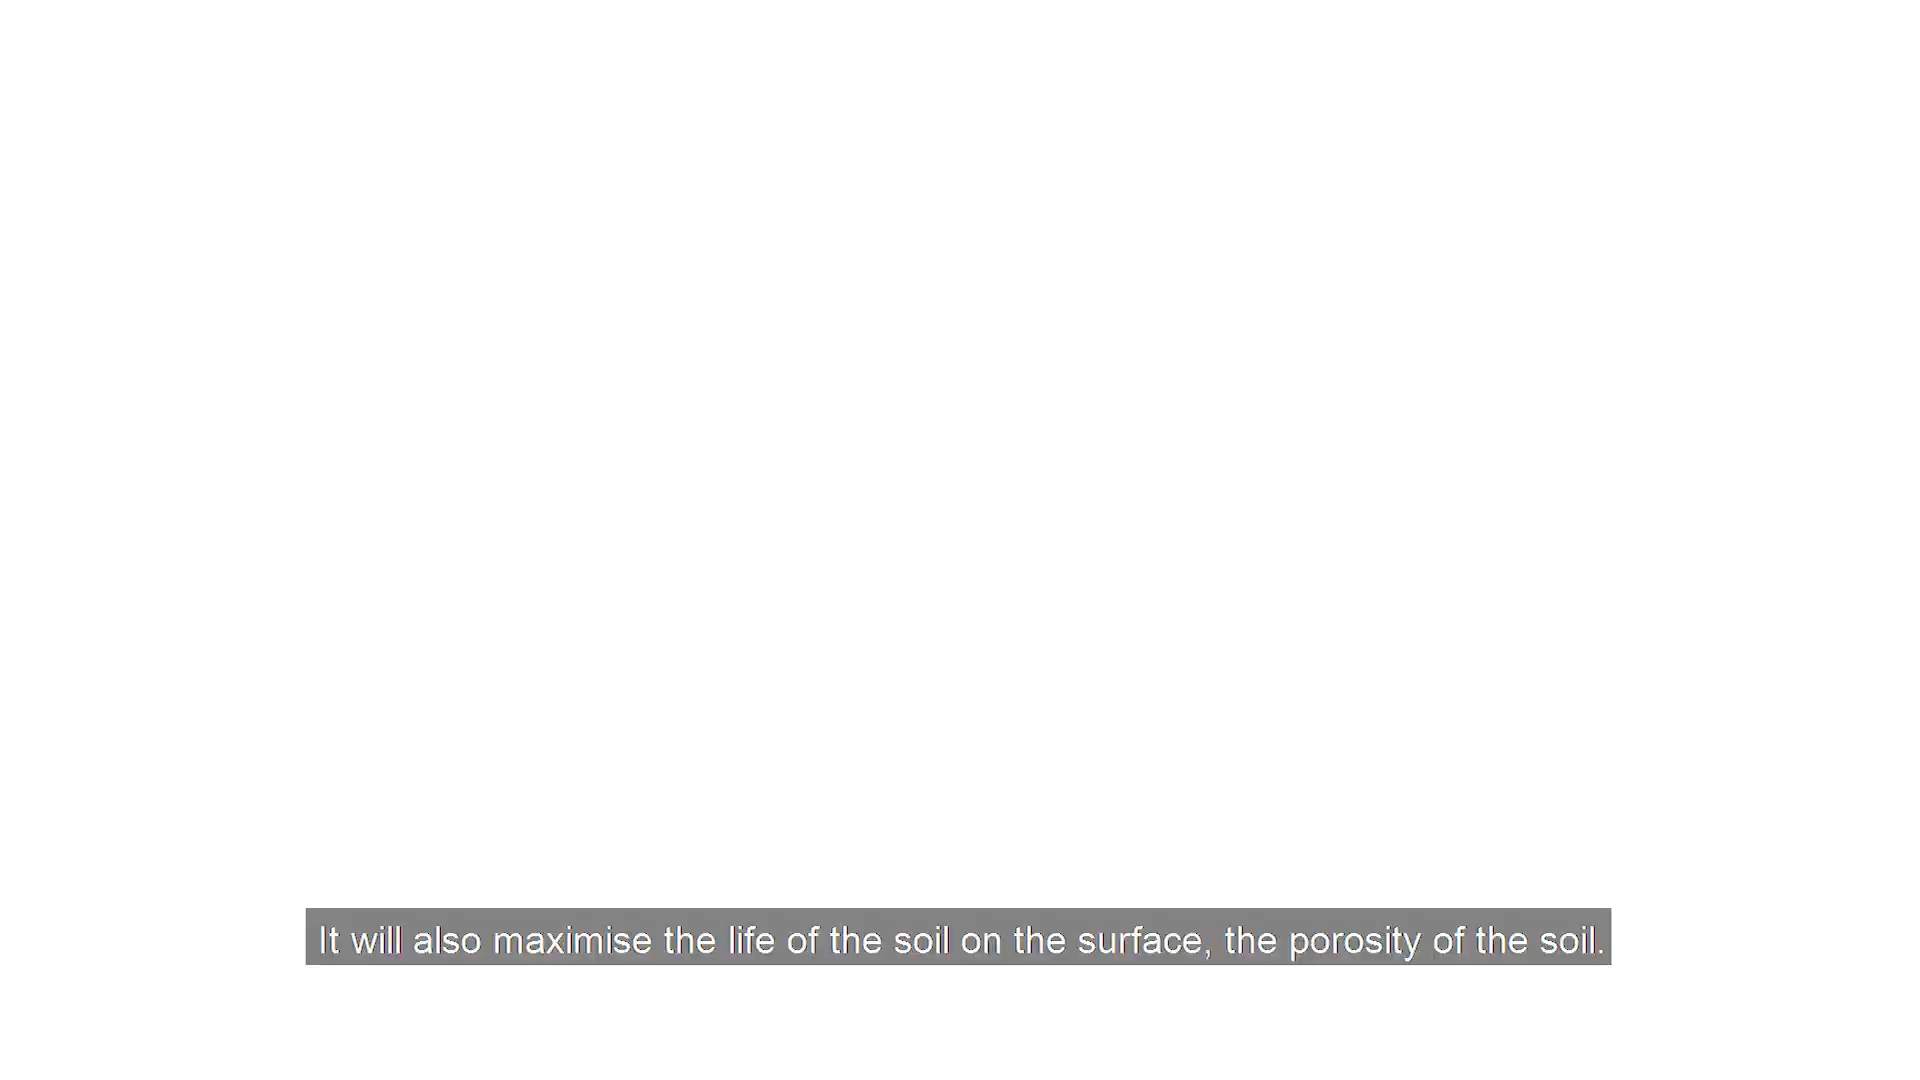 It will also maximise the life of the soil on the surface, the porosity of the soil.